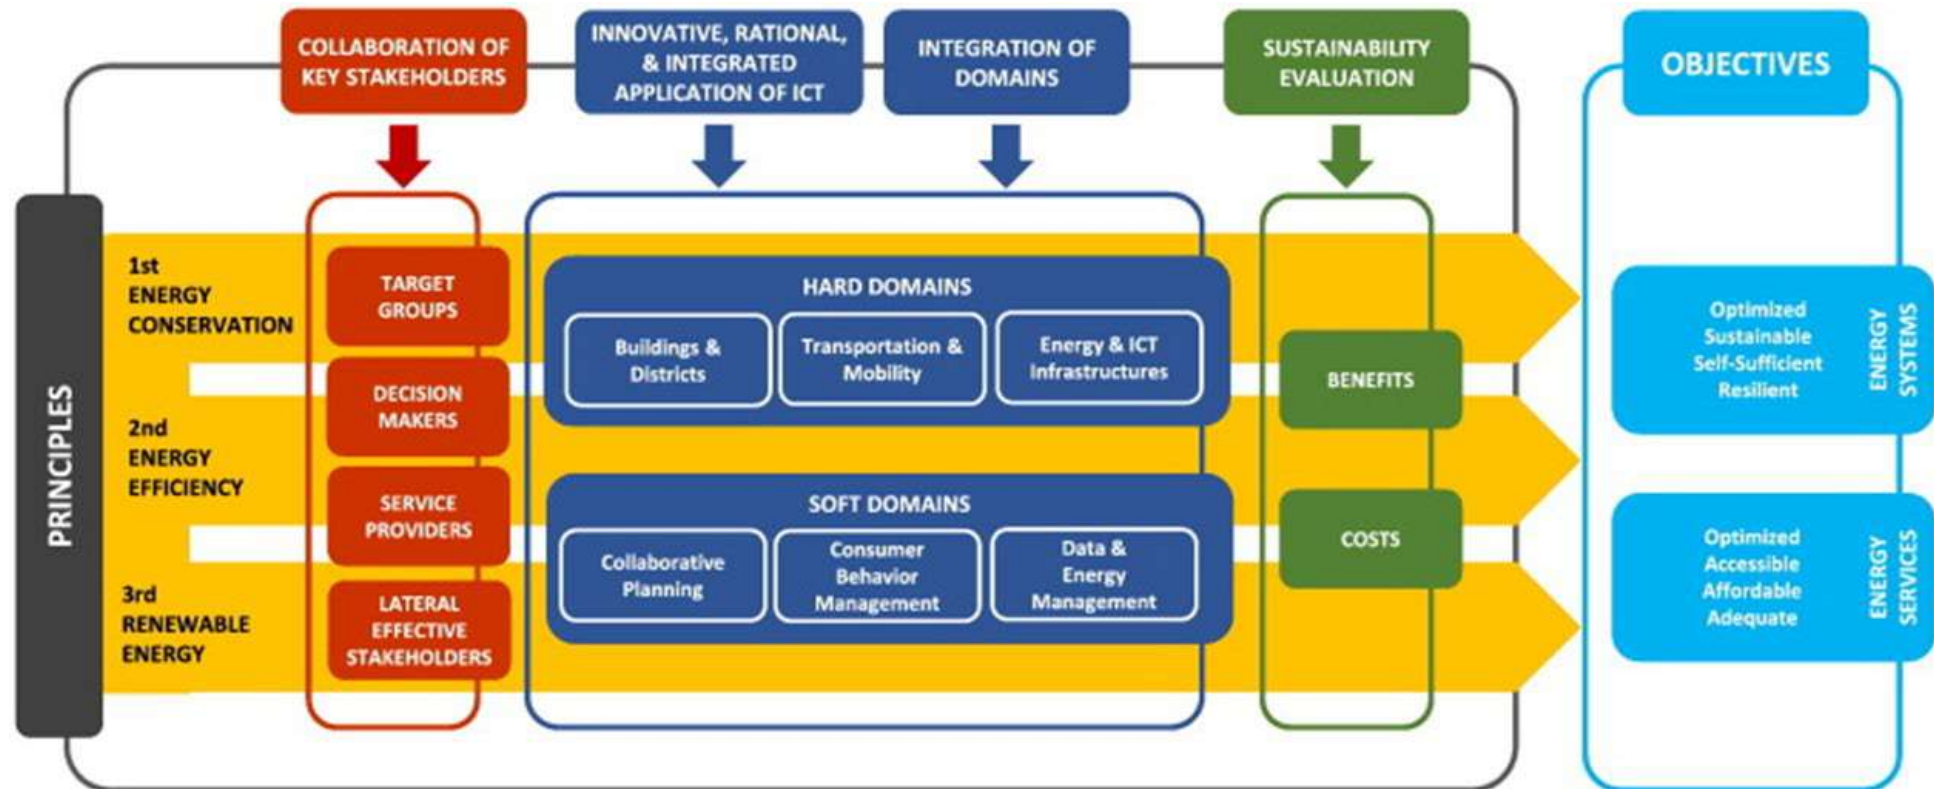 COLLABORATION OF
KEY STAKEHOLDERS
INNOVATIVE, RATIONAL,
& INTEGRATED
APPLICATION OF ICT
INTEGRATION OF
DOMAINS
SUSTAINABILITY
EVALUATION
OBJECTIVES
PRINCIPLES
1st
ENERGY
CONSERVATION
2nd
ENERGY
EFFICIENCY
3rd
RENEWABLE
ENERGY
TARGET
GROUPS
DECISION
MAKERS
SERVICE
PROVIDERS
LATERAL
EFFECTIVE
STAKEHOLDERS
HARD DOMAINS
Buildings &
Districts
Transportation &
Mobility
Energy & ICT
Infrastructures
SOFT DOMAINS
Collaborative
Planning
Consumer
Behavior
Management
Data &
Energy
Management
BENEFITS
COSTS
Optimized
Sustainable
Self-Sufficient
Resilient
ENERGY
SYSTEMS
Optimized
Accessible
Affordable
Adequate
ENERGY
SERVICES